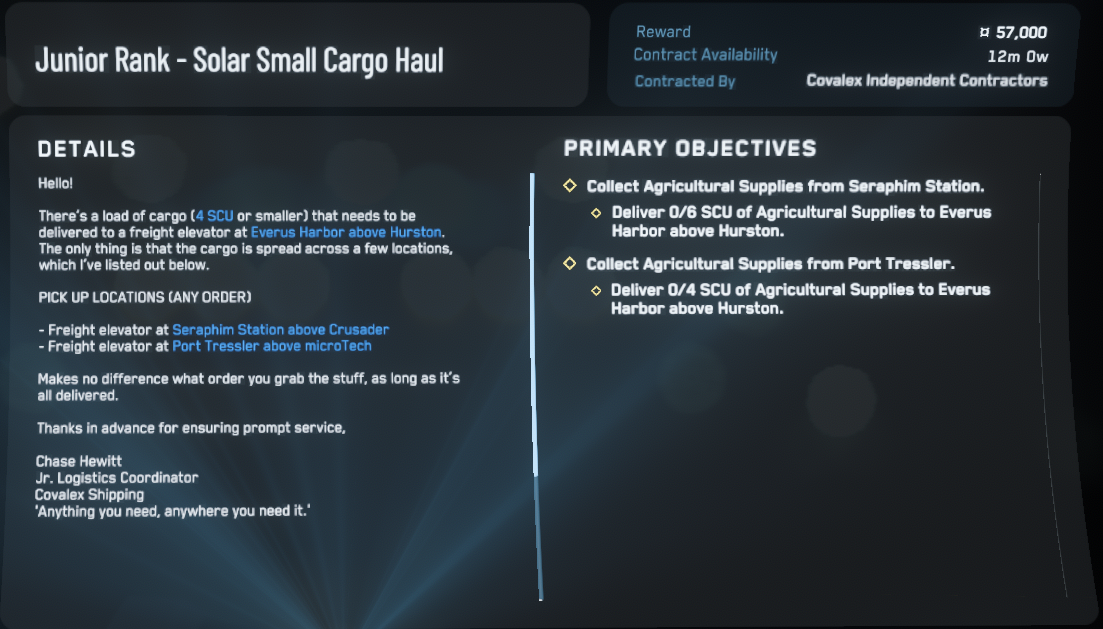 Junior Rank - Solar Small Cargo Haul
Reward ¤ 57,000
Contract Availability 12m 0w
Contracted By Covalex Independent Contractors
DETAILS
Hello!
There's a load of cargo (4 SCU or smaller) that needs to be
delivered to a freight elevator at Everus Harbor above Hurston.
The only thing is that the cargo is spread across a few locations,
which I've listed out below.
PICK UP LOCATIONS (ANY ORDER)
- Freight elevator at Seraphim Station above Crusader
- Freight elevator at Port Tressler above microTech
Makes no difference what order you grab the stuff, as long as it's
all delivered.
Thanks in advance for ensuring prompt service,
Chase Hewitt
Jr. Logistics Coordinator
Covalex Shipping
'Anything you need, anywhere you need it.'
PRIMARY OBJECTIVES
Collect Agricultural Supplies from Seraphim Station.
Deliver 0/6 SCU of Agricultural Supplies to Everus
Harbor above Hurston.
Collect Agricultural Supplies from Port Tressler.
Deliver 0/4 SCU of Agricultural Supplies to Everus
Harbor above Hurston.